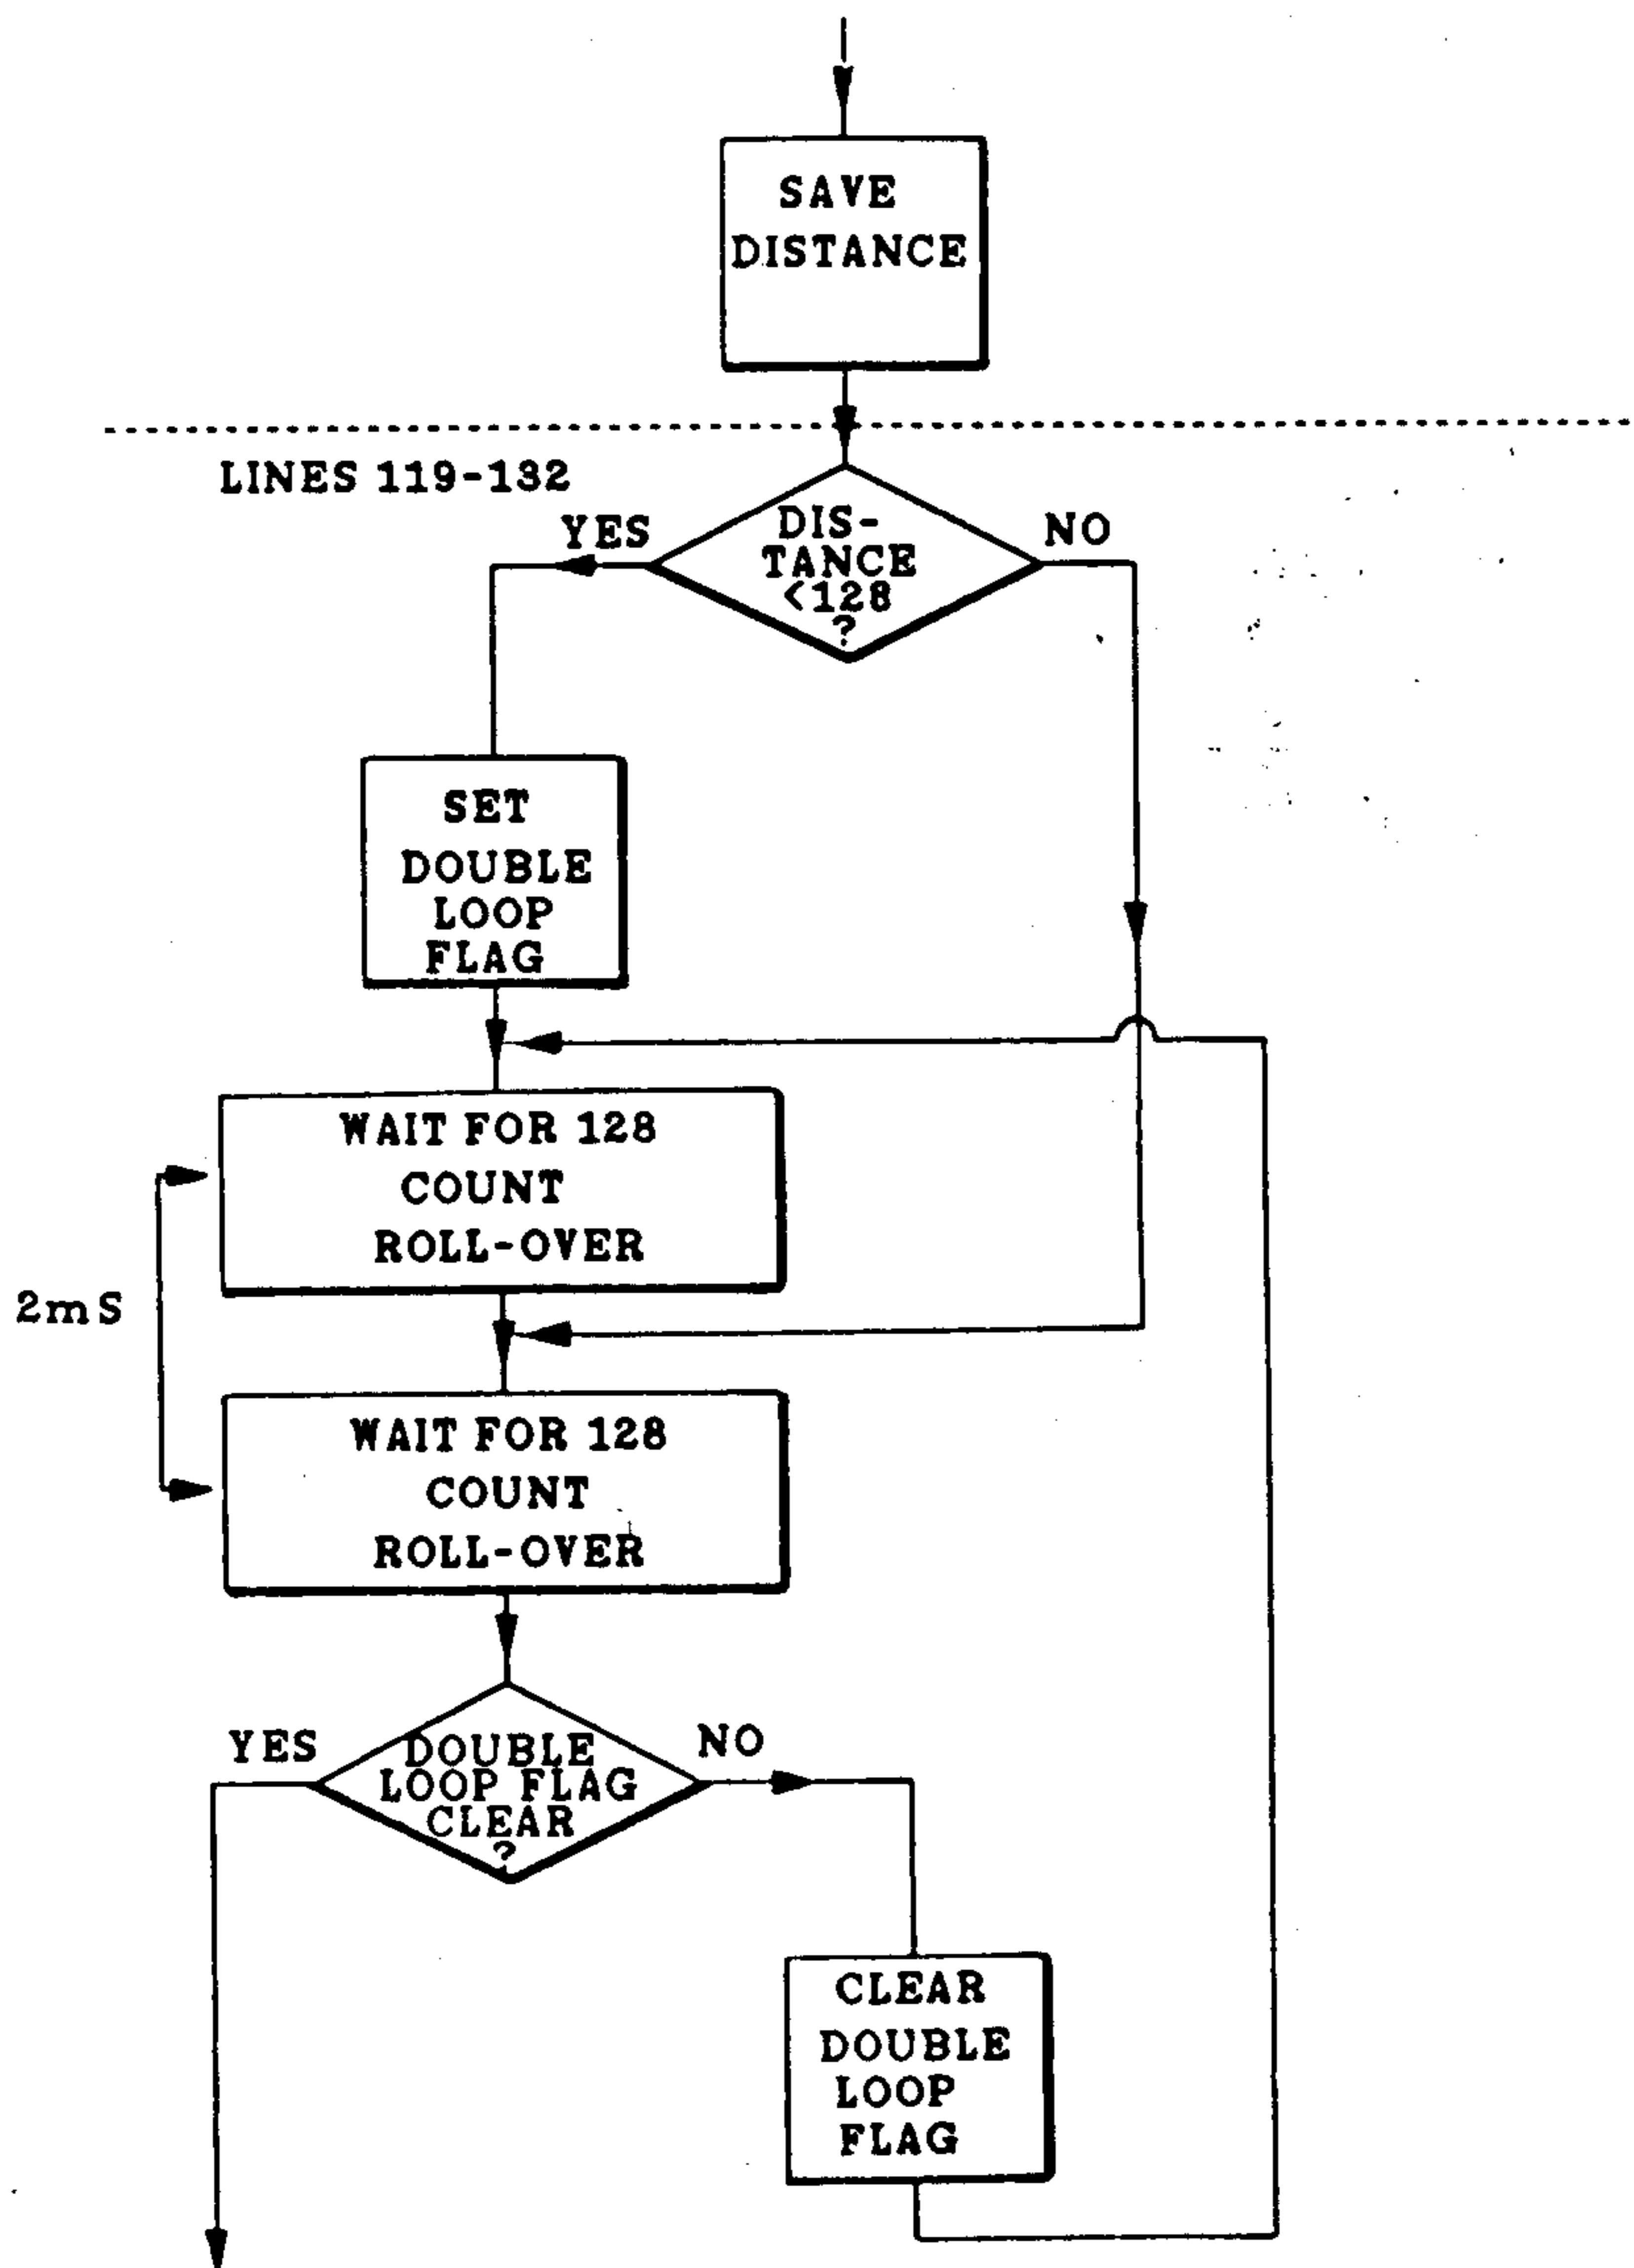 SAVE
DISTANCE
LINES 119-132
YES
DIS-
TANCE
<128
?
NO
SET
DOUBLE
LOOP
FLAG
WAIT FOR 128
COUNT
ROLL-OVER
2mS
WAIT FOR 128
COUNT
ROLL-OVER
YES
DOUBLE
LOOP FLAG
CLEAR
?
NO
CLEAR
DOUBLE
LOOP
FLAG